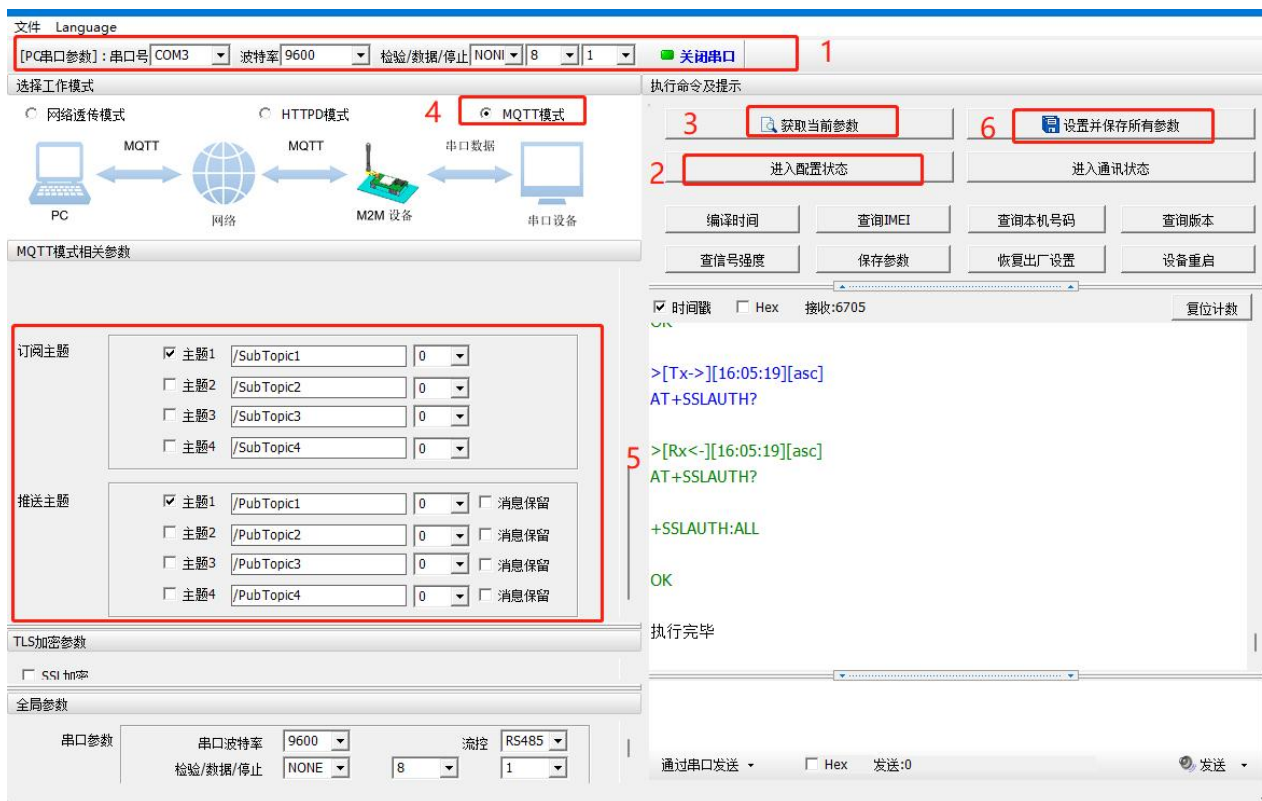 文件 Language
[PC串口参数]：串口号 COM3 波特率 9600 检验/数据/停止 NONI 8 1 关闭串口 1
选择工作模式
网络透传模式 HTTPD模式 4 MQTT模式
MQTT MQTT 串口数据
PC 网络 M2M 设备 串口设备
MQTT模式相关参数
订阅主题 主题1 /SubTopic1 0
主题2 /SubTopic2 0
主题3 /SubTopic3 0
主题4 /SubTopic4 0
5
推送主题 主题1 /PubTopic1 0 消息保留
主题2 /PubTopic2 0 消息保留
主题3 /PubTopic3 0 消息保留
主题4 /PubTopic4 0 消息保留
TLS加密参数
SSL加密
全局参数
串口参数 串口波特率 9600 流控 RS485
检验/数据/停止 NONE 8 1
执行命令及提示
3 获取当前参数 6 设置并保存所有参数
2 进入配置状态 进入通讯状态
编译时间 查询IMEI 查询本机号码 查询版本
查信号强度 保存参数 恢复出厂设置 设备重启
时间戳 Hex 接收:6705 复位计数
OK
>[Tx->][16:05:19][asc]
AT+SSLAUTH?
>[Rx<-][16:05:19][asc]
AT+SSLAUTH?
+SSLAUTH:ALL
OK
执行完毕
通过串口发送 Hex 发送:0 发送